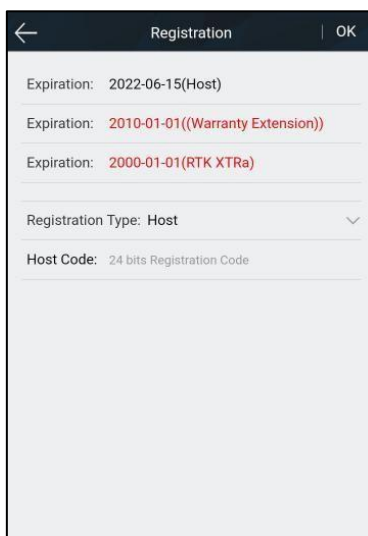 Registration | OK
Expiration: 2022-06-15(Host)
Expiration: 2010-01-01((Warranty Extension))
Expiration: 2000-01-01(RTK XTRa)
Registration Type: Host
Host Code: 24 bits Registration Code